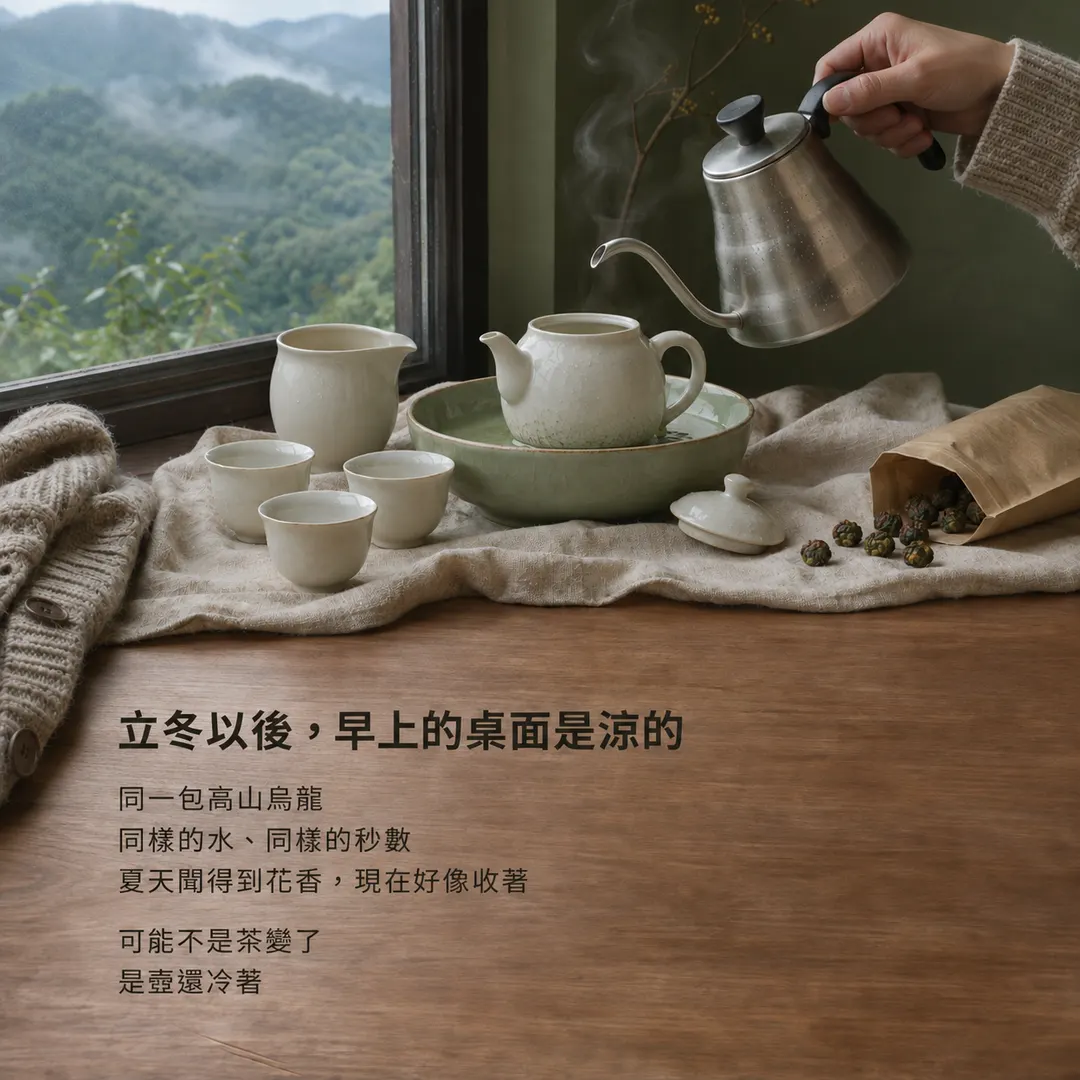 立冬以後，早上的桌面是涼的
同一包高山烏龍
同樣的水、同樣的秒數
夏天聞得到花香，現在好像收著
可能不是茶變了
是壺還冷著